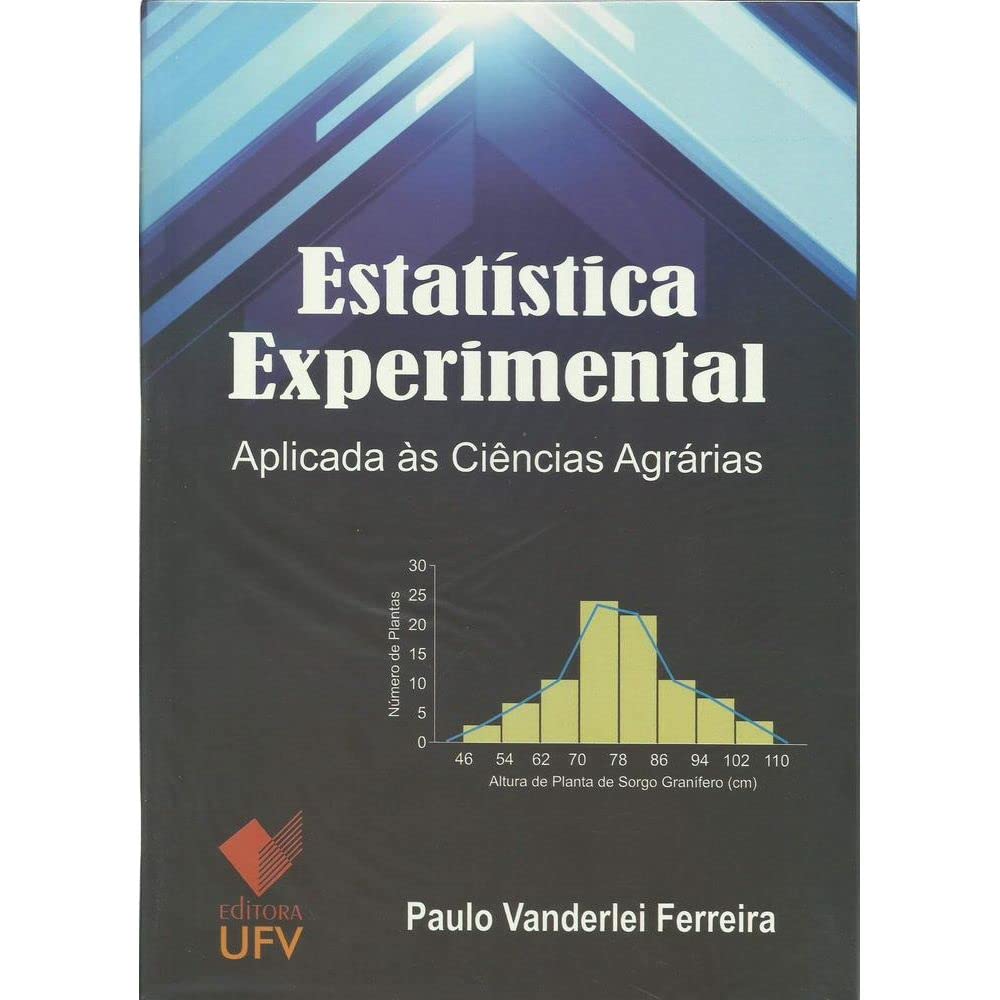 Estatística
Experimental
Aplicada às Ciências Agrárias
30
25
20
15
10
5
0
Número de Plantas
46 54 62 70 78 86 94 102 110
Altura de Planta de Sorgo Granífero (cm)
EdITORA
UFV
Paulo Vanderlei Ferreira